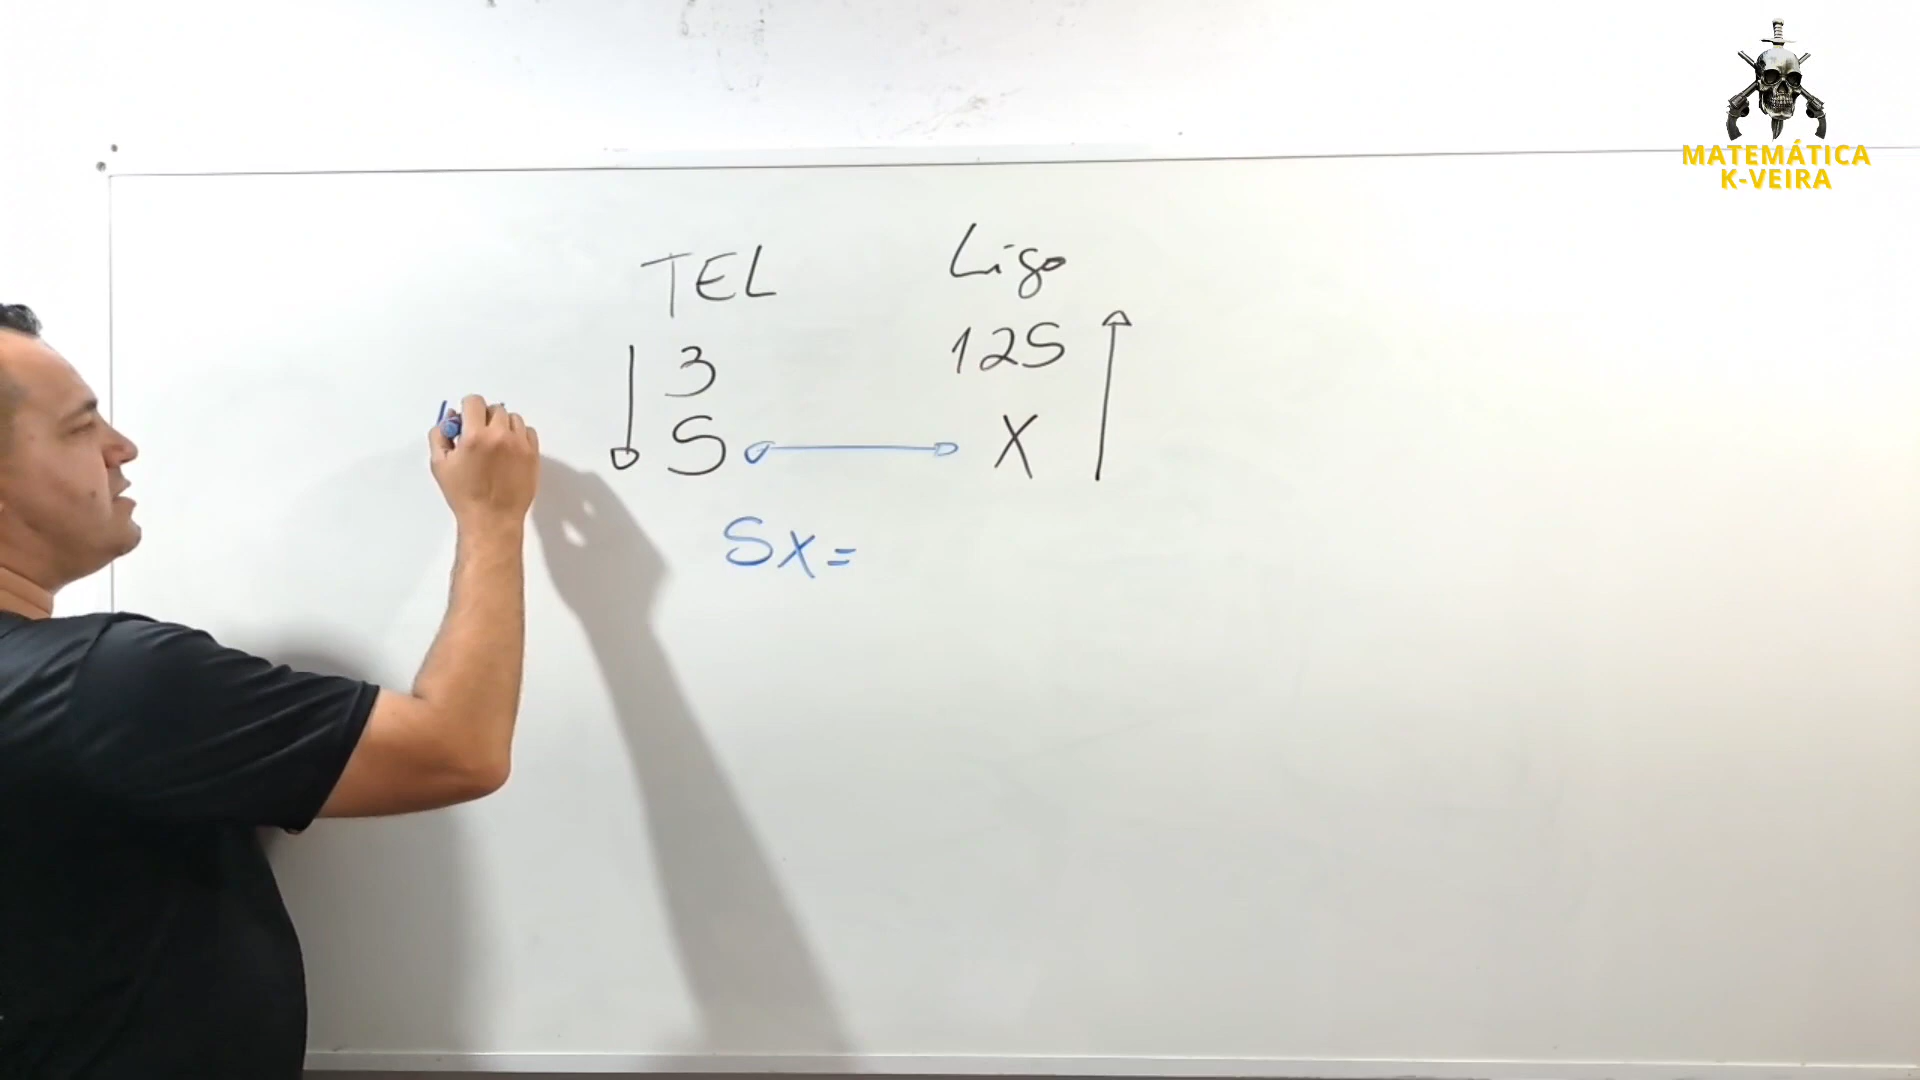 MATEMÁTICA
K-VEIRA
TEL Ligo
3 125
5 X
5x=